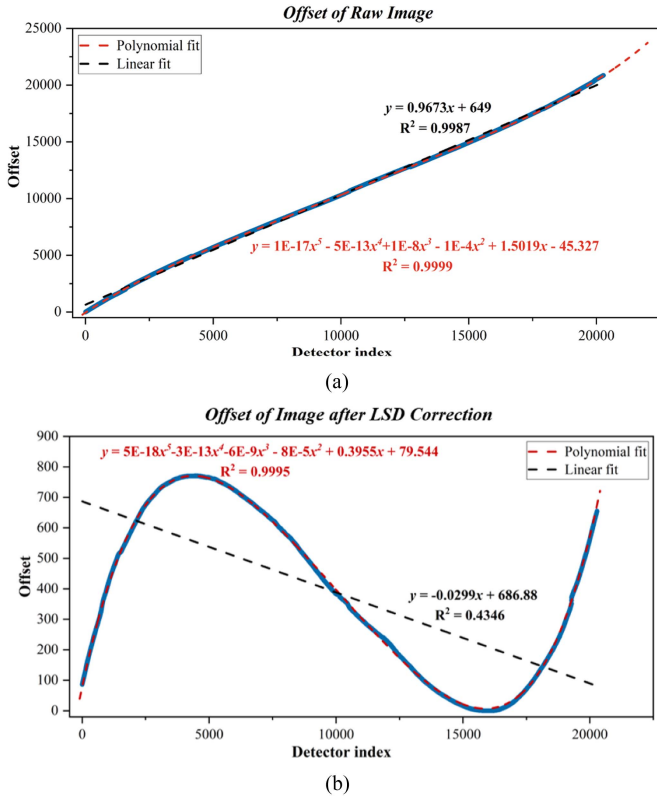 Offset of Raw Image
25000
20000
15000
10000
5000
0
Offset
Polynomial fit
Linear fit
y = 0.9673x + 649
R² = 0.9987
y = 1E-17x⁵ - 5E-13x⁴+1E-8x³ - 1E-4x² + 1.5019x - 45.327
R² = 0.9999
0 5000 10000 15000 20000
Detector index
(a)
Offset of Image after LSD Correction
900
800
700
600
500
400
300
200
100
0
Offset
y = 5E-18x⁵-3E-13x⁴-6E-9x³ - 8E-5x² + 0.3955x + 79.544
R² = 0.9995
Polynomial fit
Linear fit
y = -0.0299x + 686.88
R² = 0.4346
0 5000 10000 15000 20000
Detector index
(b)